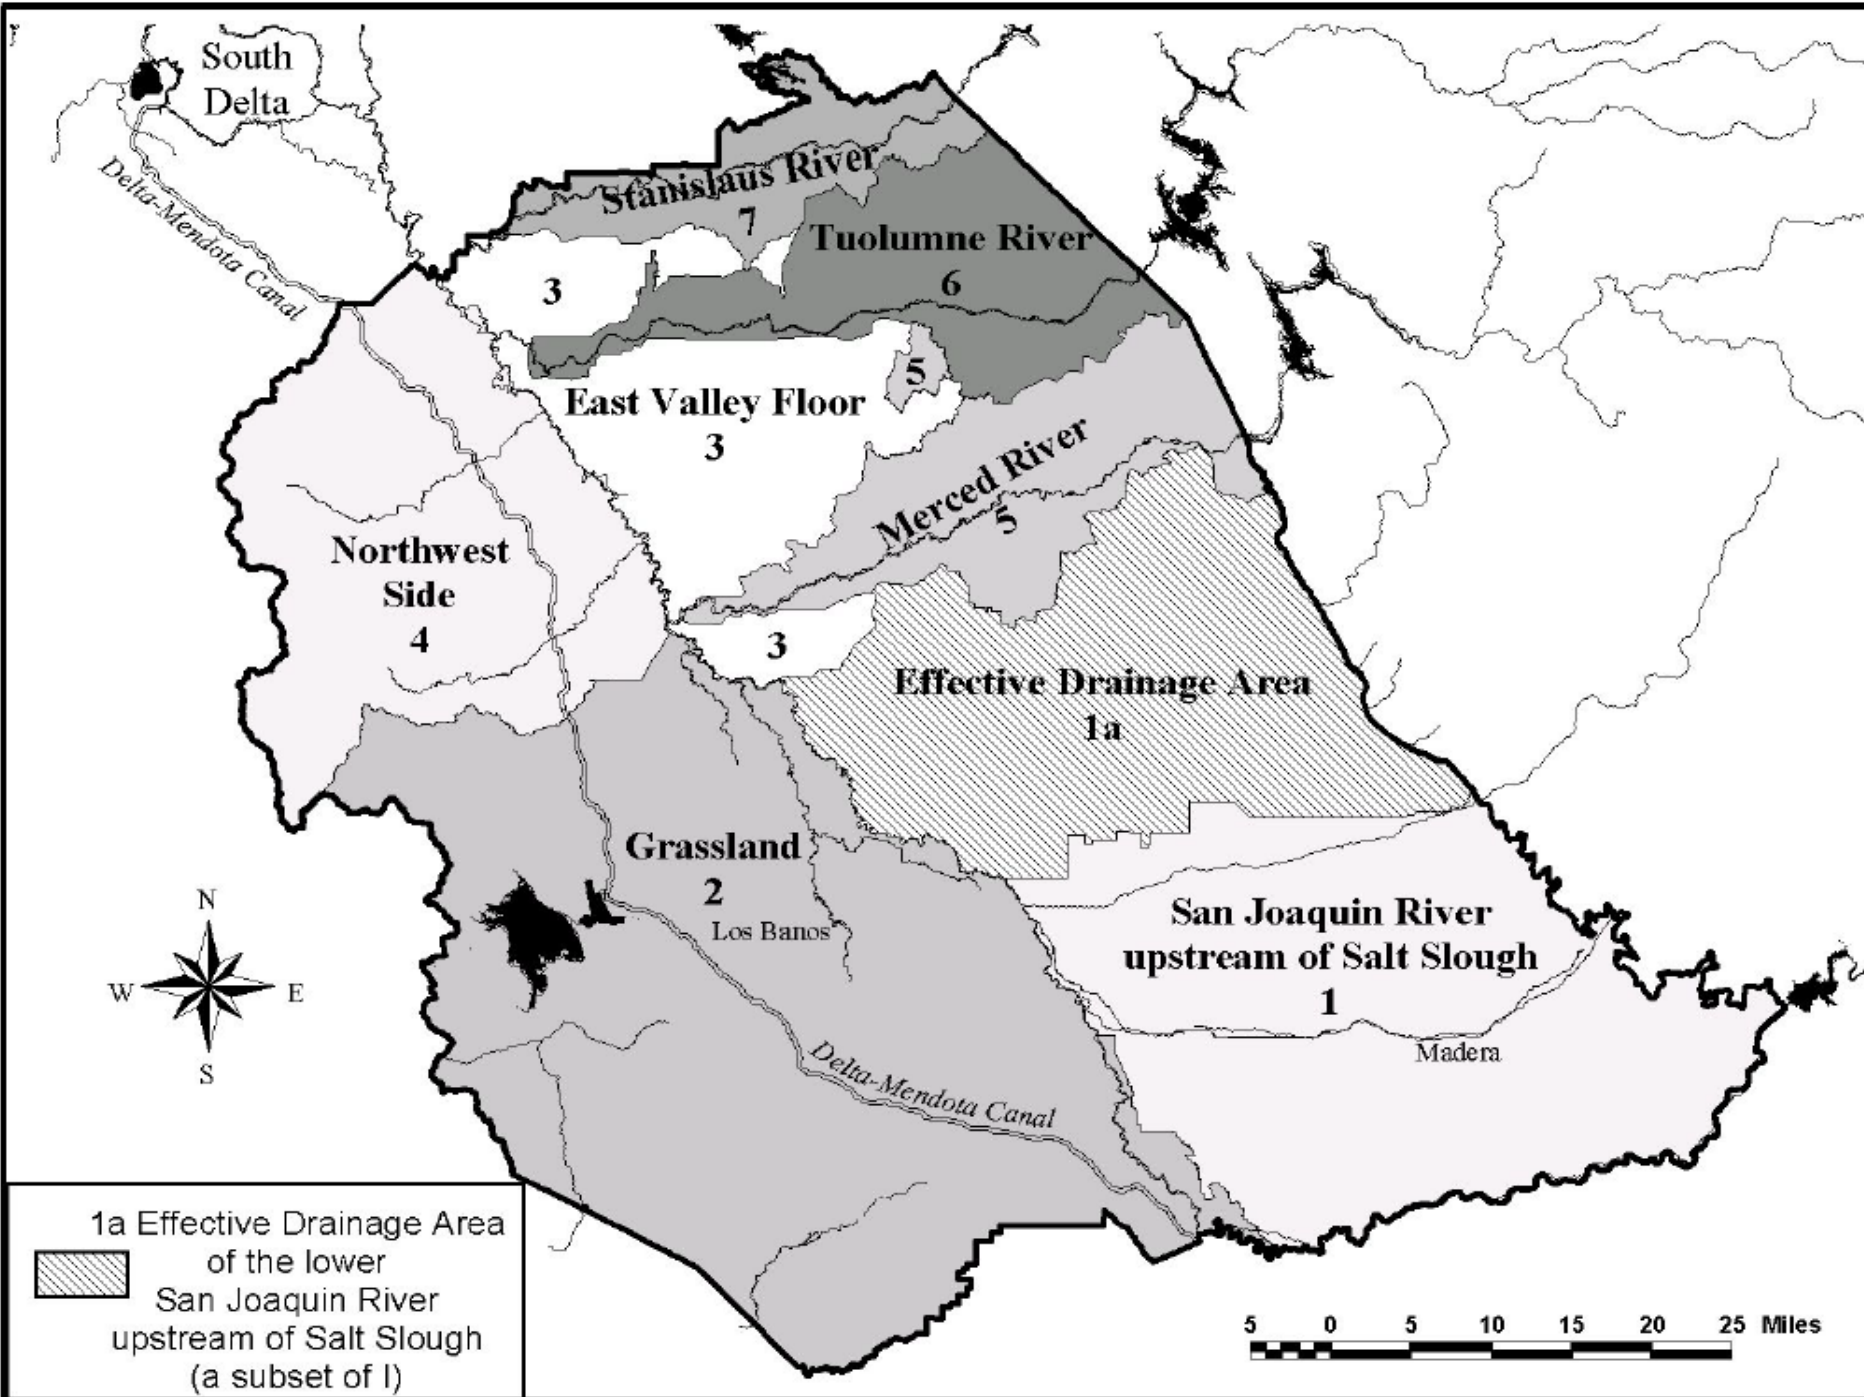 South
Delta
Delta-Mendota Canal
Stanislaus River
7
Tuolumne River
6
3
5
East Valley Floor
3
Merced River
5
Northwest
Side
4
3
Effective Drainage Area
1a
Grassland
2
Los Banos
San Joaquin River
upstream of Salt Slough
1
Madera
Delta-Mendota Canal
N
W E
S
1a Effective Drainage Area
of the lower
San Joaquin River
upstream of Salt Slough
(a subset of I)
5 0 5 10 15 20 25 Miles